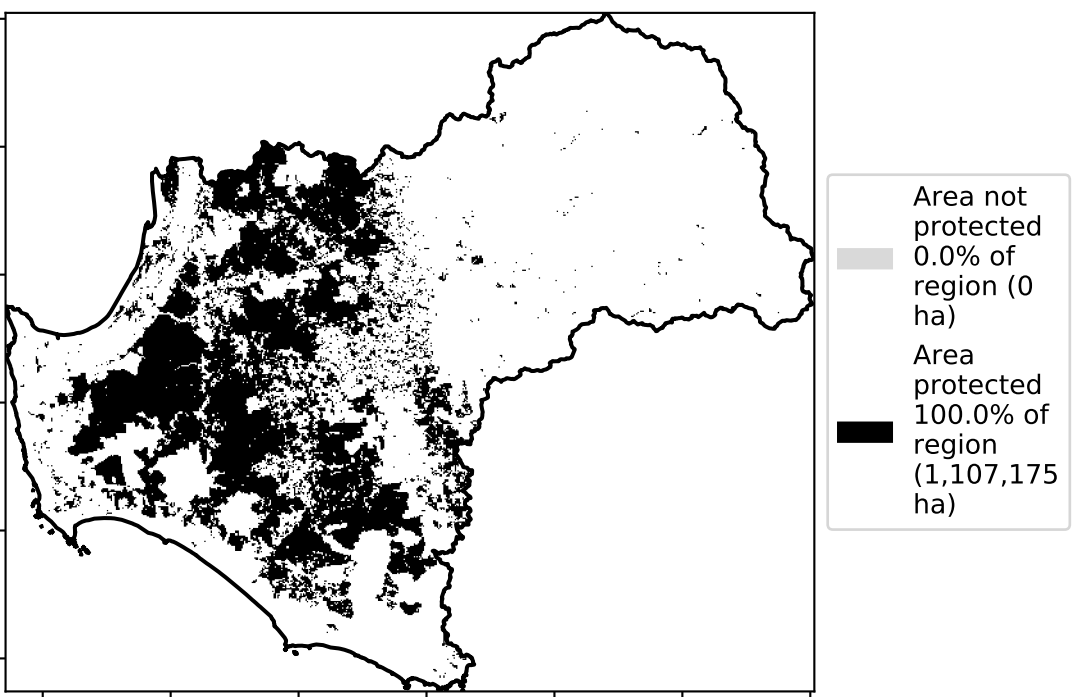 Area not
protected
0.0% of
region (0
ha)
Area
protected
100.0% of
region
(1,107,175
ha)